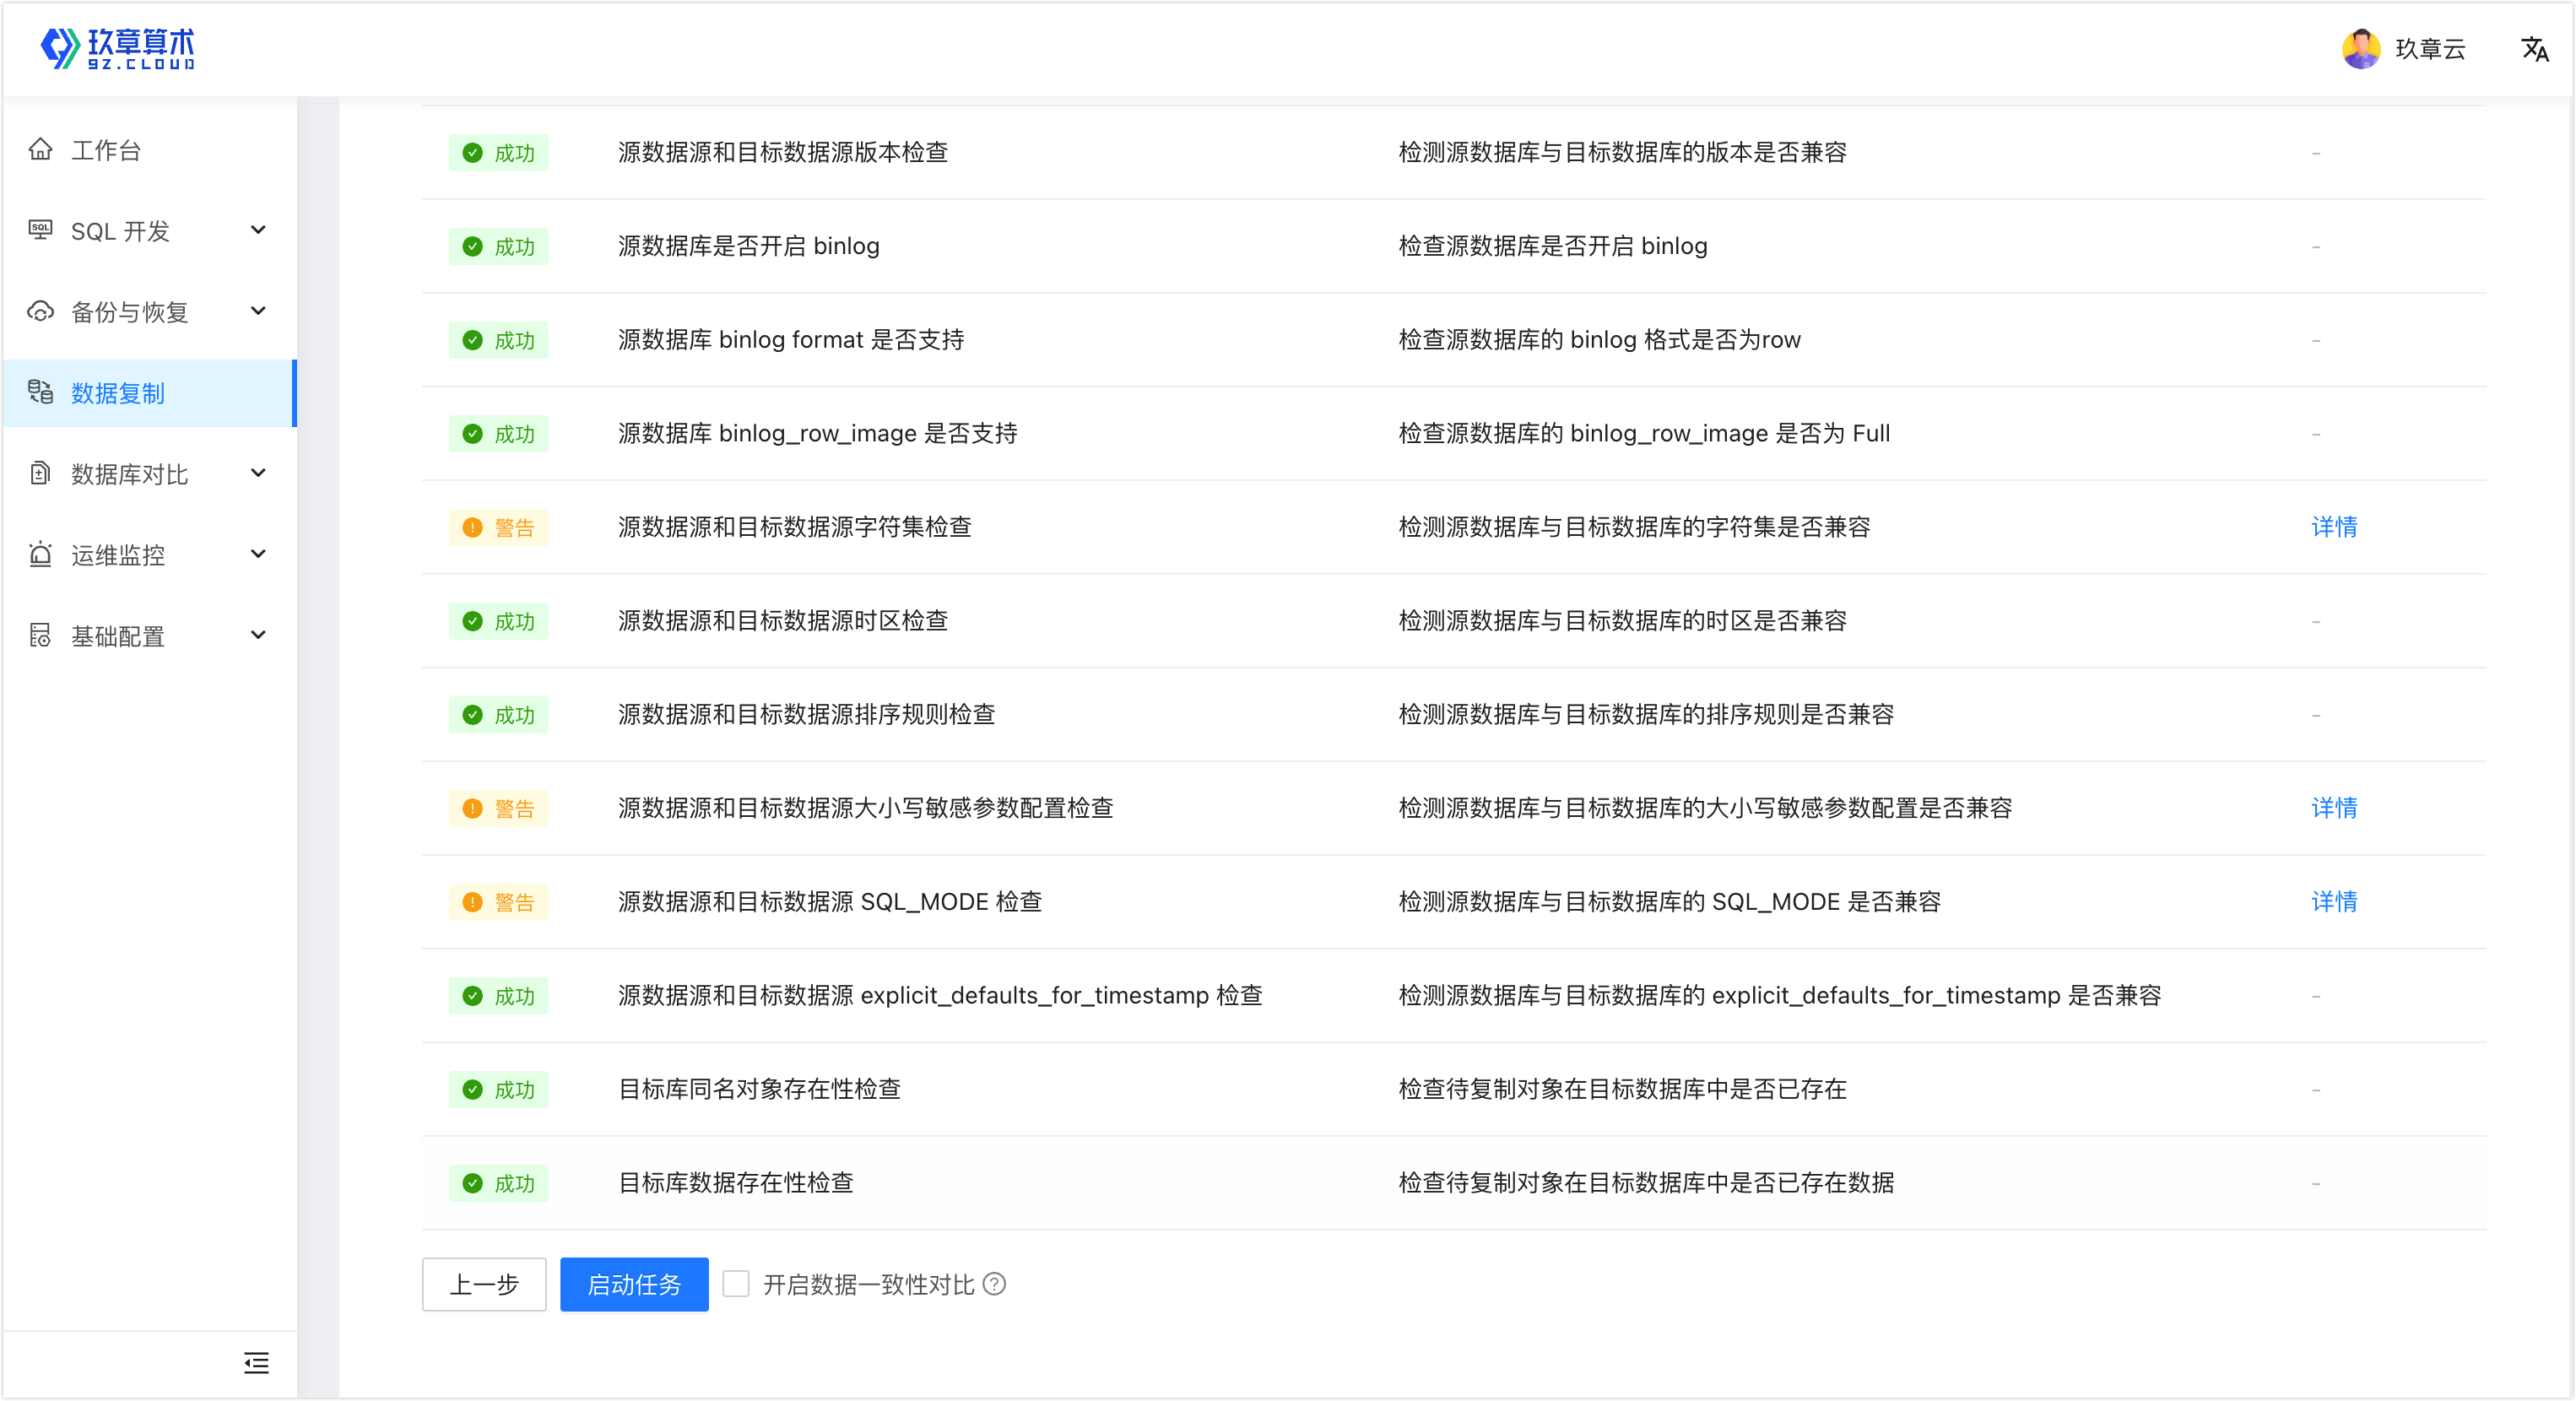 玖章算术
9Z.CLOUD
玖章云
工作台
SQL 开发
备份与恢复
数据复制
数据库对比
运维监控
基础配置
成功 源数据源和目标数据源版本检查 检测源数据库与目标数据库的版本是否兼容 -
成功 源数据库是否开启 binlog 检查源数据库是否开启 binlog -
成功 源数据库 binlog format 是否支持 检查源数据库的 binlog 格式是否为row -
成功 源数据库 binlog_row_image 是否支持 检查源数据库的 binlog_row_image 是否为 Full -
警告 源数据源和目标数据源字符集检查 检测源数据库与目标数据库的字符集是否兼容 详情
成功 源数据源和目标数据源时区检查 检测源数据库与目标数据库的时区是否兼容 -
成功 源数据源和目标数据源排序规则检查 检测源数据库与目标数据库的排序规则是否兼容 -
警告 源数据源和目标数据源大小写敏感参数配置检查 检测源数据库与目标数据库的大小写敏感参数配置是否兼容 详情
警告 源数据源和目标数据源 SQL_MODE 检查 检测源数据库与目标数据库的 SQL_MODE 是否兼容 详情
成功 源数据源和目标数据源 explicit_defaults_for_timestamp 检查 检测源数据库与目标数据库的 explicit_defaults_for_timestamp 是否兼容 -
成功 目标库同名对象存在性检查 检查待复制对象在目标数据库中是否已存在 -
成功 目标库数据存在性检查 检查待复制对象在目标数据库中是否已存在数据 -
上一步 启动任务 开启数据一致性对比